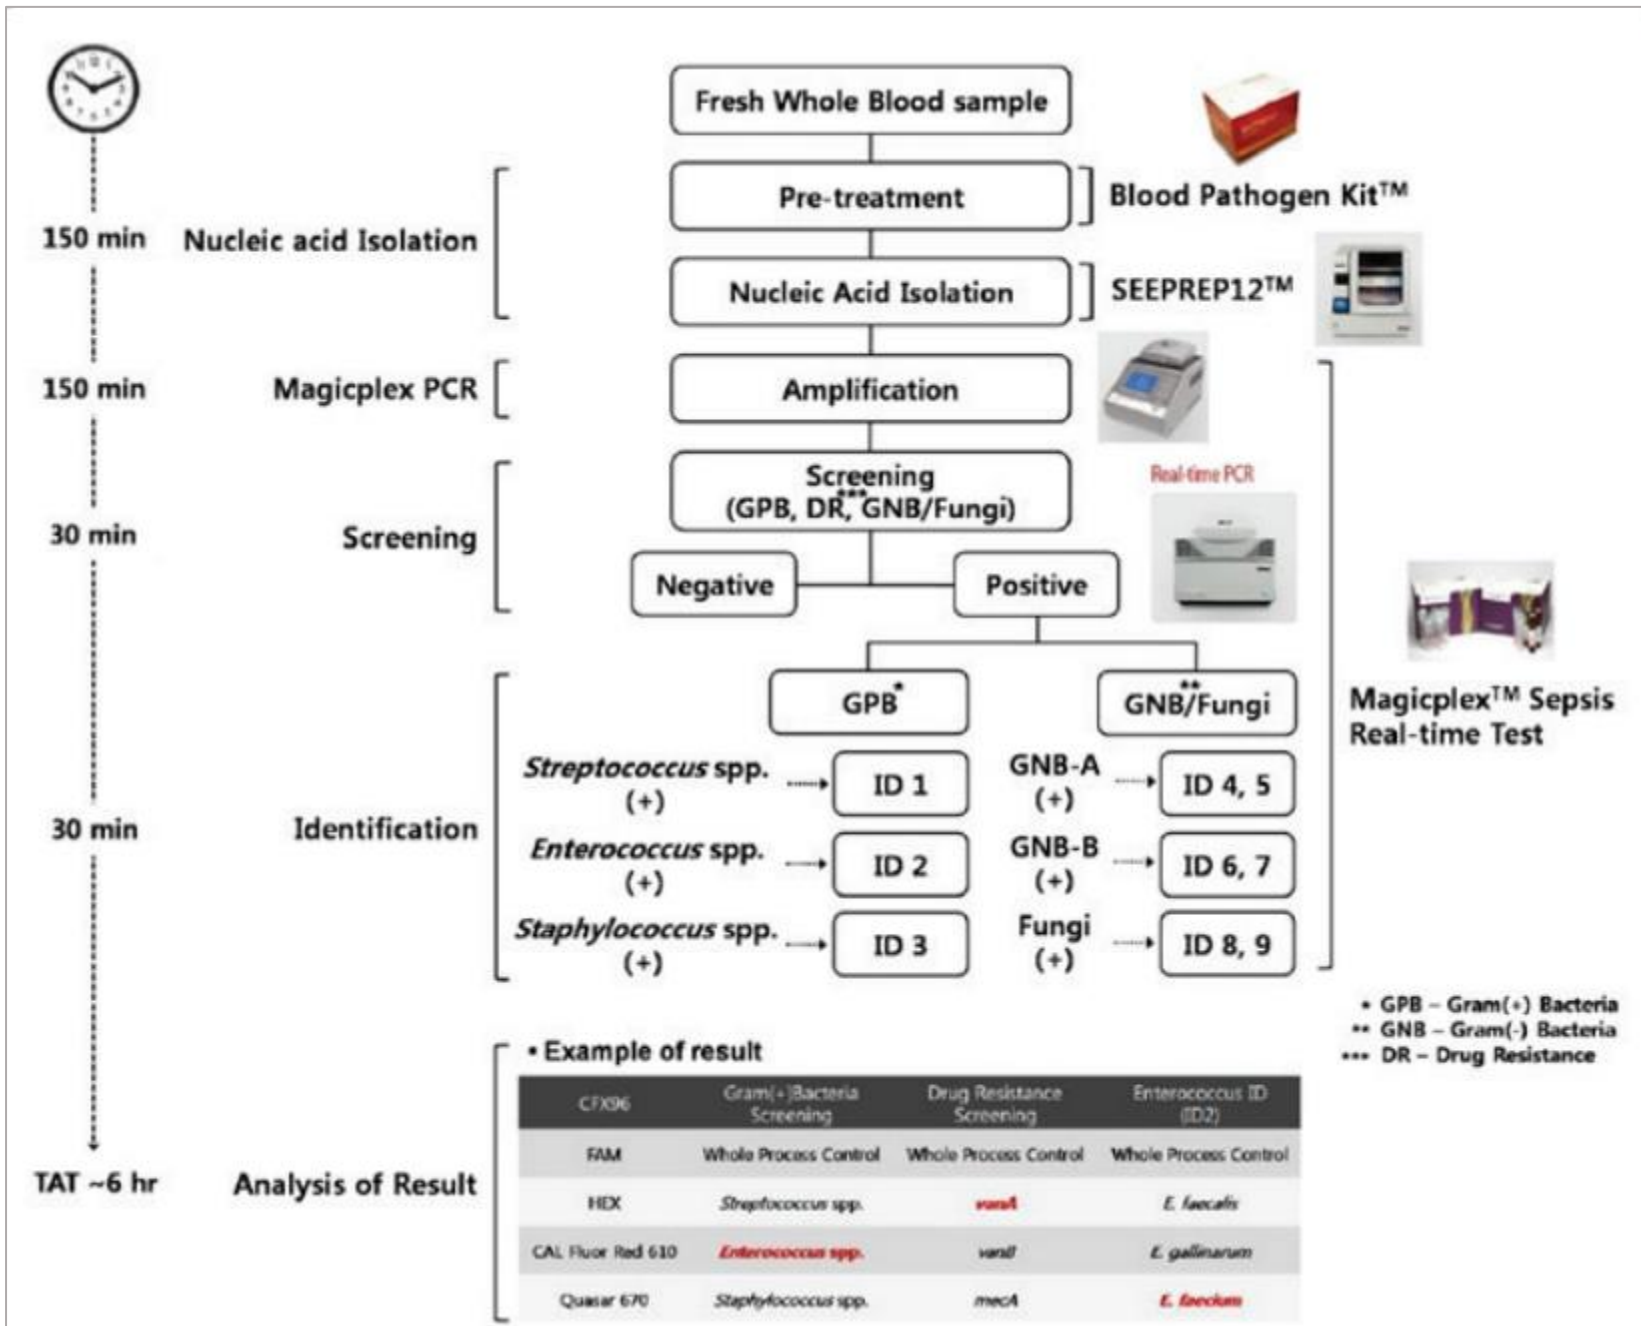 Fresh Whole Blood sample
Pre-treatment
Blood Pathogen Kit™
150 min
Nucleic acid Isolation
Nucleic Acid Isolation
SEEPREP12™
150 min
Magicplex PCR
Amplification
Screening
(GPB, DR,*** GNB/Fungi)
Real-time PCR
30 min
Screening
Negative
Positive
GPB*
GNB/Fungi**
Magicplex™ Sepsis
Real-time Test
Streptococcus spp.
(+)
ID 1
GNB-A
(+)
ID 4, 5
30 min
Identification
Enterococcus spp.
(+)
ID 2
GNB-B
(+)
ID 6, 7
Staphylococcus spp.
(+)
ID 3
Fungi
(+)
ID 8, 9
* GPB – Gram(+) Bacteria
** GNB – Gram(-) Bacteria
*** DR – Drug Resistance
• Example of result
CFX96 Gram(+)Bacteria Screening Drug Resistance Screening Enterococcus ID (ID2)
FAM Whole Process Control Whole Process Control Whole Process Control
HEX Streptococcus spp. vanA E. faecalis
CAL Fluor Red 610 Enterococcus spp. vanB E. gallinarum
Quasar 670 Staphylococcus spp. mecA E. faecium
TAT ~6 hr
Analysis of Result